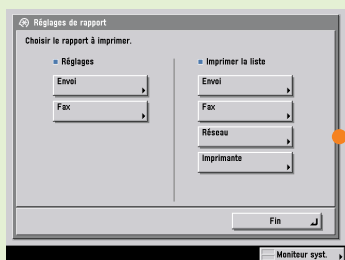 Réglages de rapport
Choisir le rapport à imprimer.
Réglages
Envoi
Fax
Imprimer la liste
Envoi
Fax
Réseau
Imprimante
Fin
Moniteur syst.